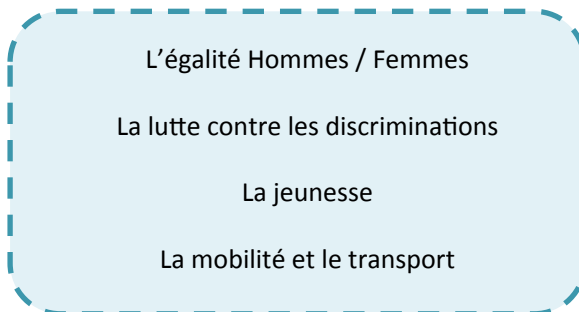 L’égalité Hommes / Femmes
La lutte contre les discriminations
La jeunesse
La mobilité et le transport